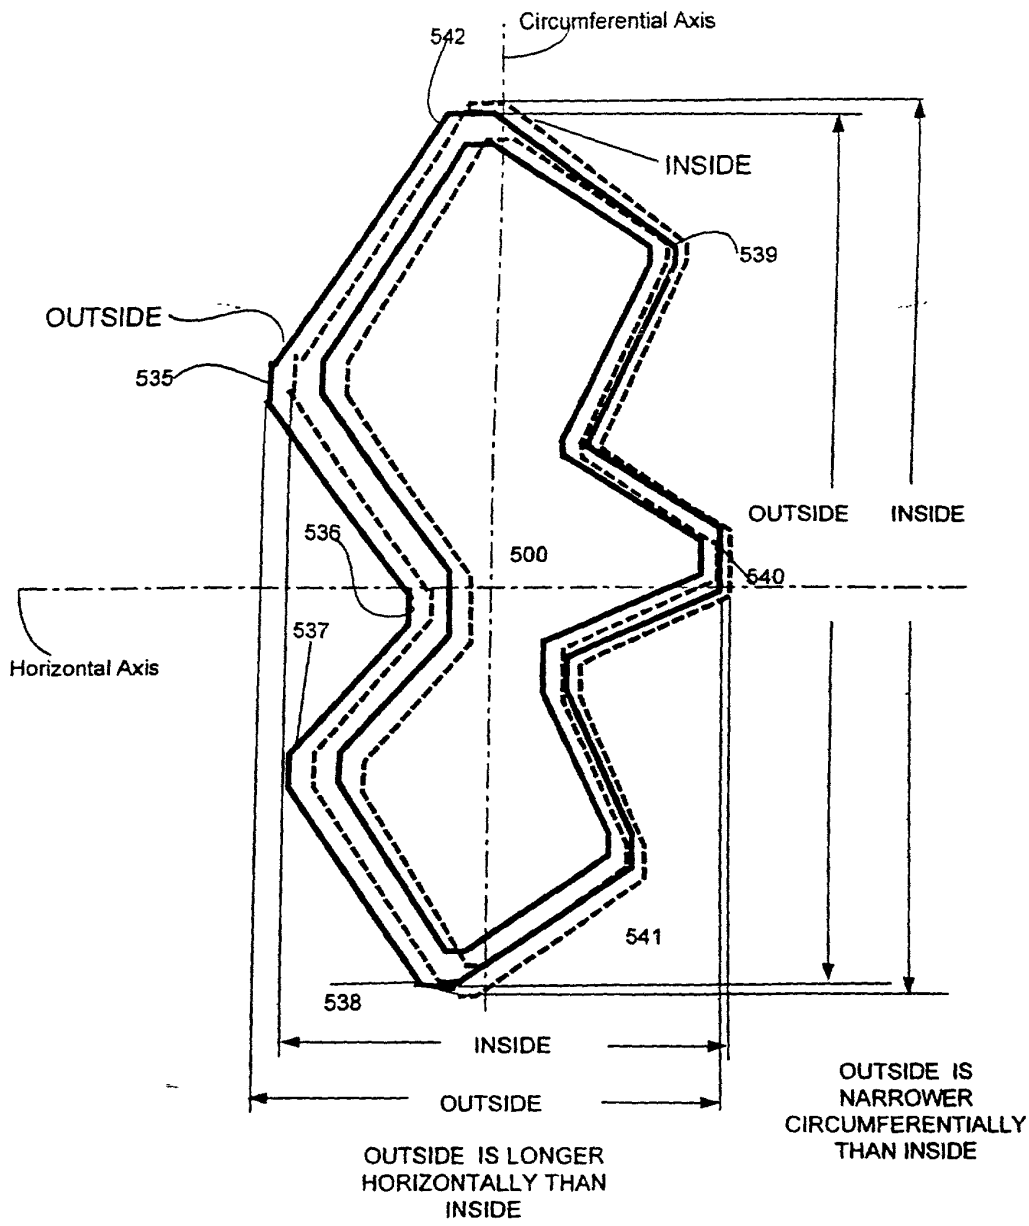 Circumferential Axis
542
INSIDE
539
OUTSIDE
535
OUTSIDE
INSIDE
536
500
540
537
Horizontal Axis
541
538
INSIDE
OUTSIDE
OUTSIDE IS
NARROWER
CIRCUMFERENTIALLY
THAN INSIDE
OUTSIDE IS LONGER
HORIZONTALLY THAN
INSIDE